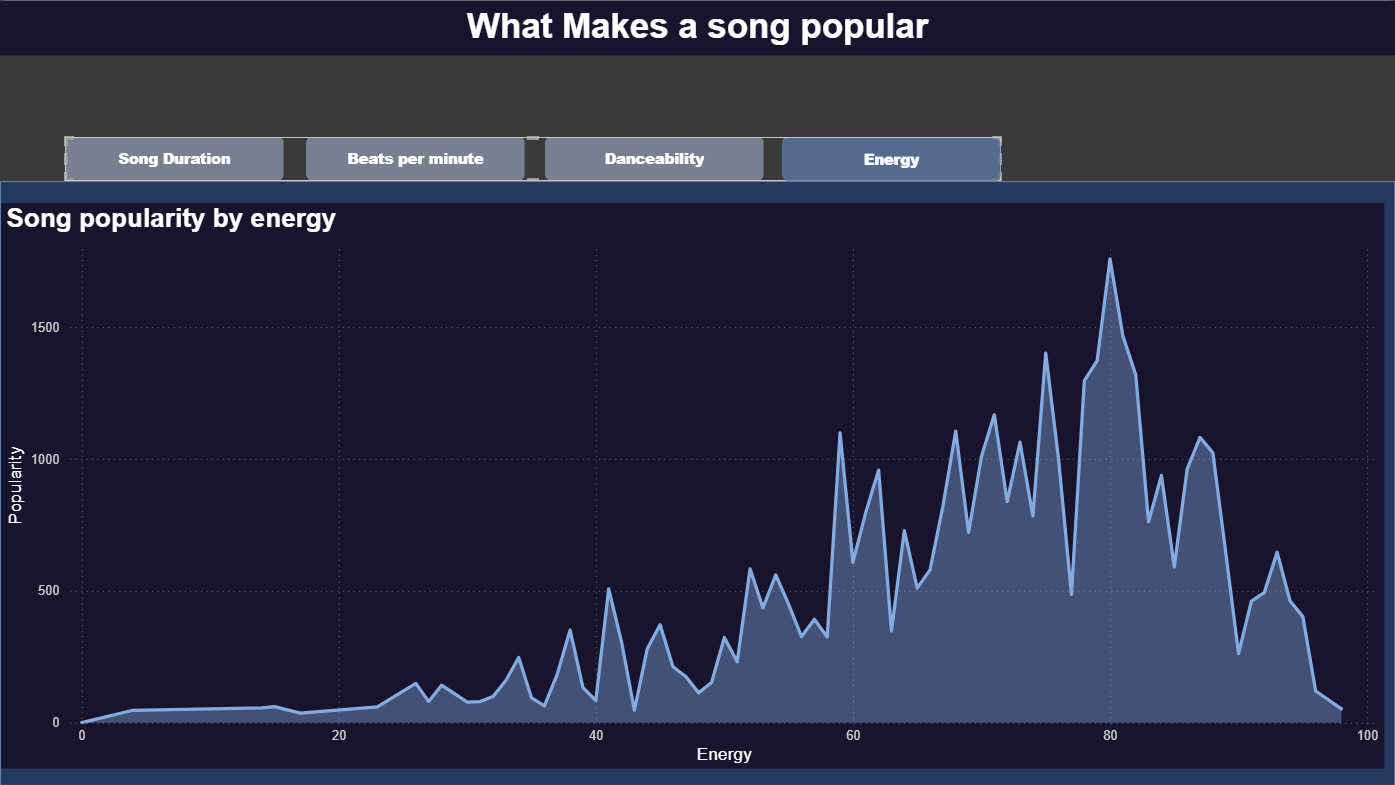 What Makes a song popular
Song Duration
Beats per minute
Danceability
Energy
Song popularity by energy
Popularity
1500
1000
500
0
0
20
40
60
80
100
Energy